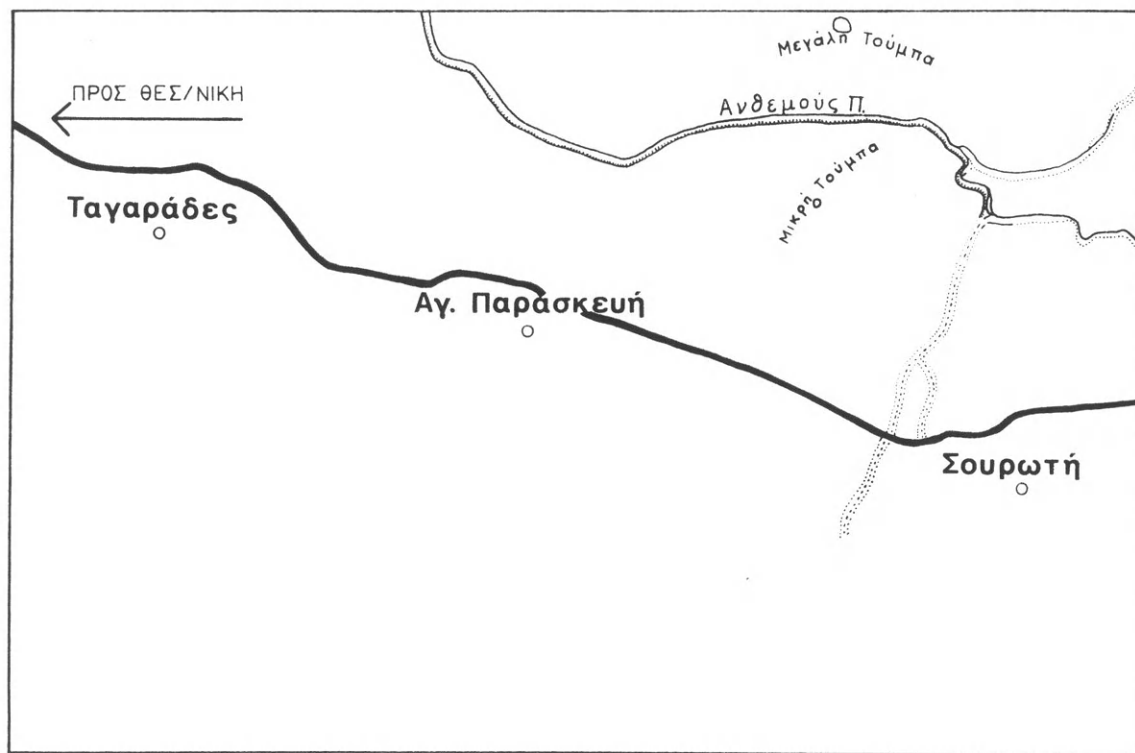 Μεγάλη Τούμπα
ΠΡΟΣ ΘΕΣ/ΝΙΚΗ
Ανθεμούς Π.
Μικρή Τούμπα
Ταγαράδες
Αγ. Παρασκευή
Σουρωτή